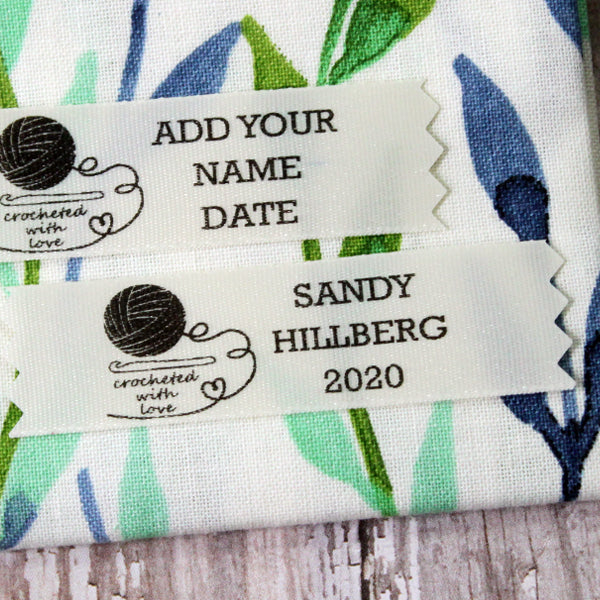 ADD YOUR
NAME
DATE
crocheted
with
love
SANDY
HILLBERG
2020
crocheted
with
love